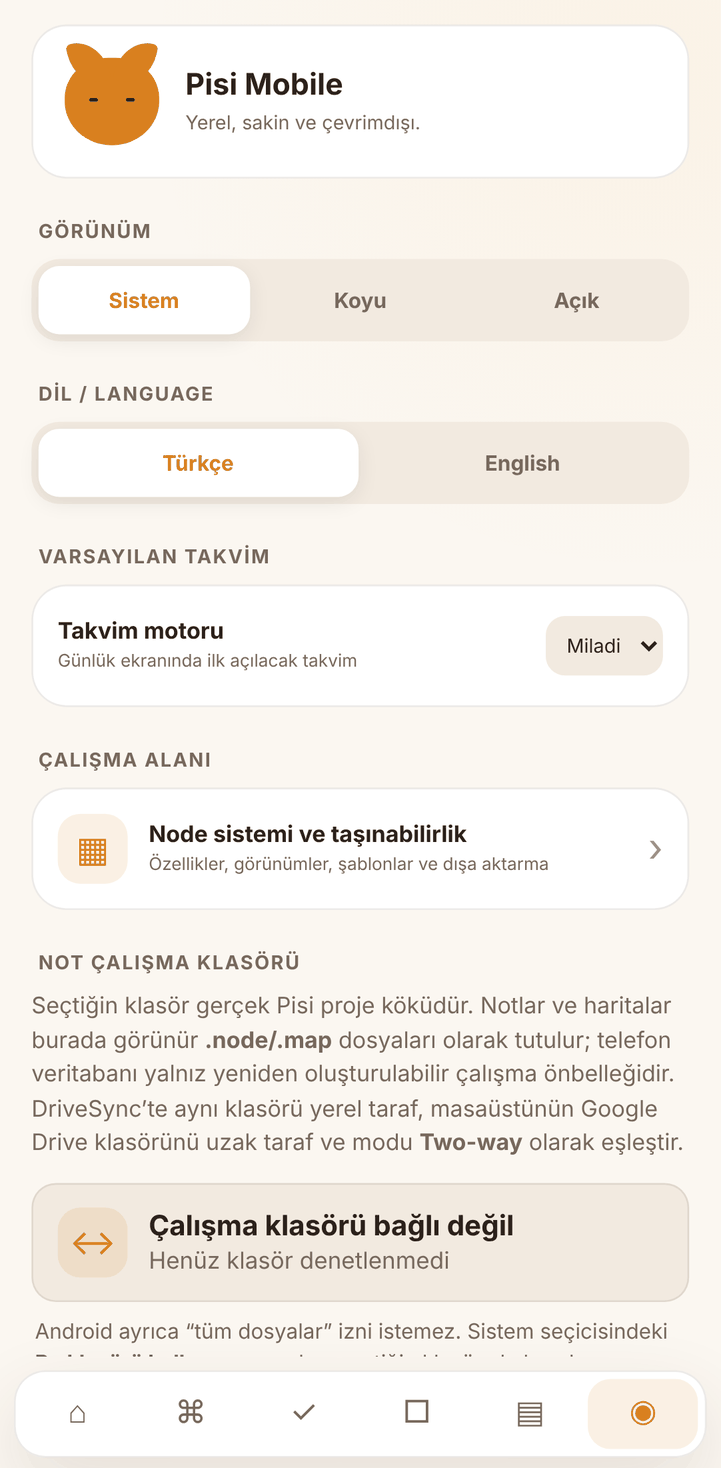 Pisi Mobile
Yerel, sakin ve çevrimdışı.
GÖRÜNÜM
Sistem
Koyu
Açık
DİL / LANGUAGE
Türkçe
English
VARSAYILAN TAKVİM
Takvim motoru
Günlük ekranında ilk açılacak takvim
Miladi
ÇALIŞMA ALANI
Node sistemi ve taşınabilirlik
Özellikler, görünümler, şablonlar ve dışa aktarma
NOT ÇALIŞMA KLASÖRÜ
Seçtiğin klasör gerçek Pisi proje köküdür. Notlar ve haritalar
burada görünür .node/.map dosyaları olarak tutulur; telefon
veritabanı yalnız yeniden oluşturulabilir çalışma önbelleğidir.
DriveSync’te aynı klasörü yerel taraf, masaüstünün Google
Drive klasörünü uzak taraf ve modu Two-way olarak eşleştir.
Çalışma klasörü bağlı değil
Henüz klasör denetlenmedi
Android ayrıca “tüm dosyalar” izni istemez. Sistem seçicisindeki